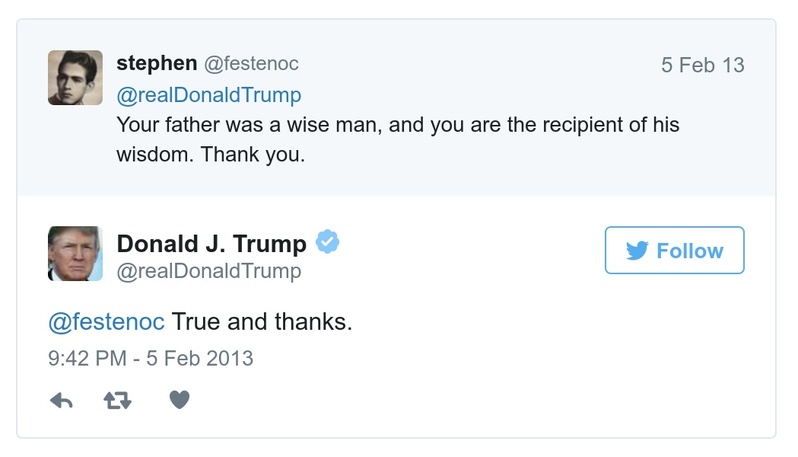 stephen @festenoc
5 Feb 13
@realDonaldTrump
Your father was a wise man, and you are the recipient of his
wisdom. Thank you.
Donald J. Trump
@realDonaldTrump
Follow
@festenoc True and thanks.
9:42 PM - 5 Feb 2013